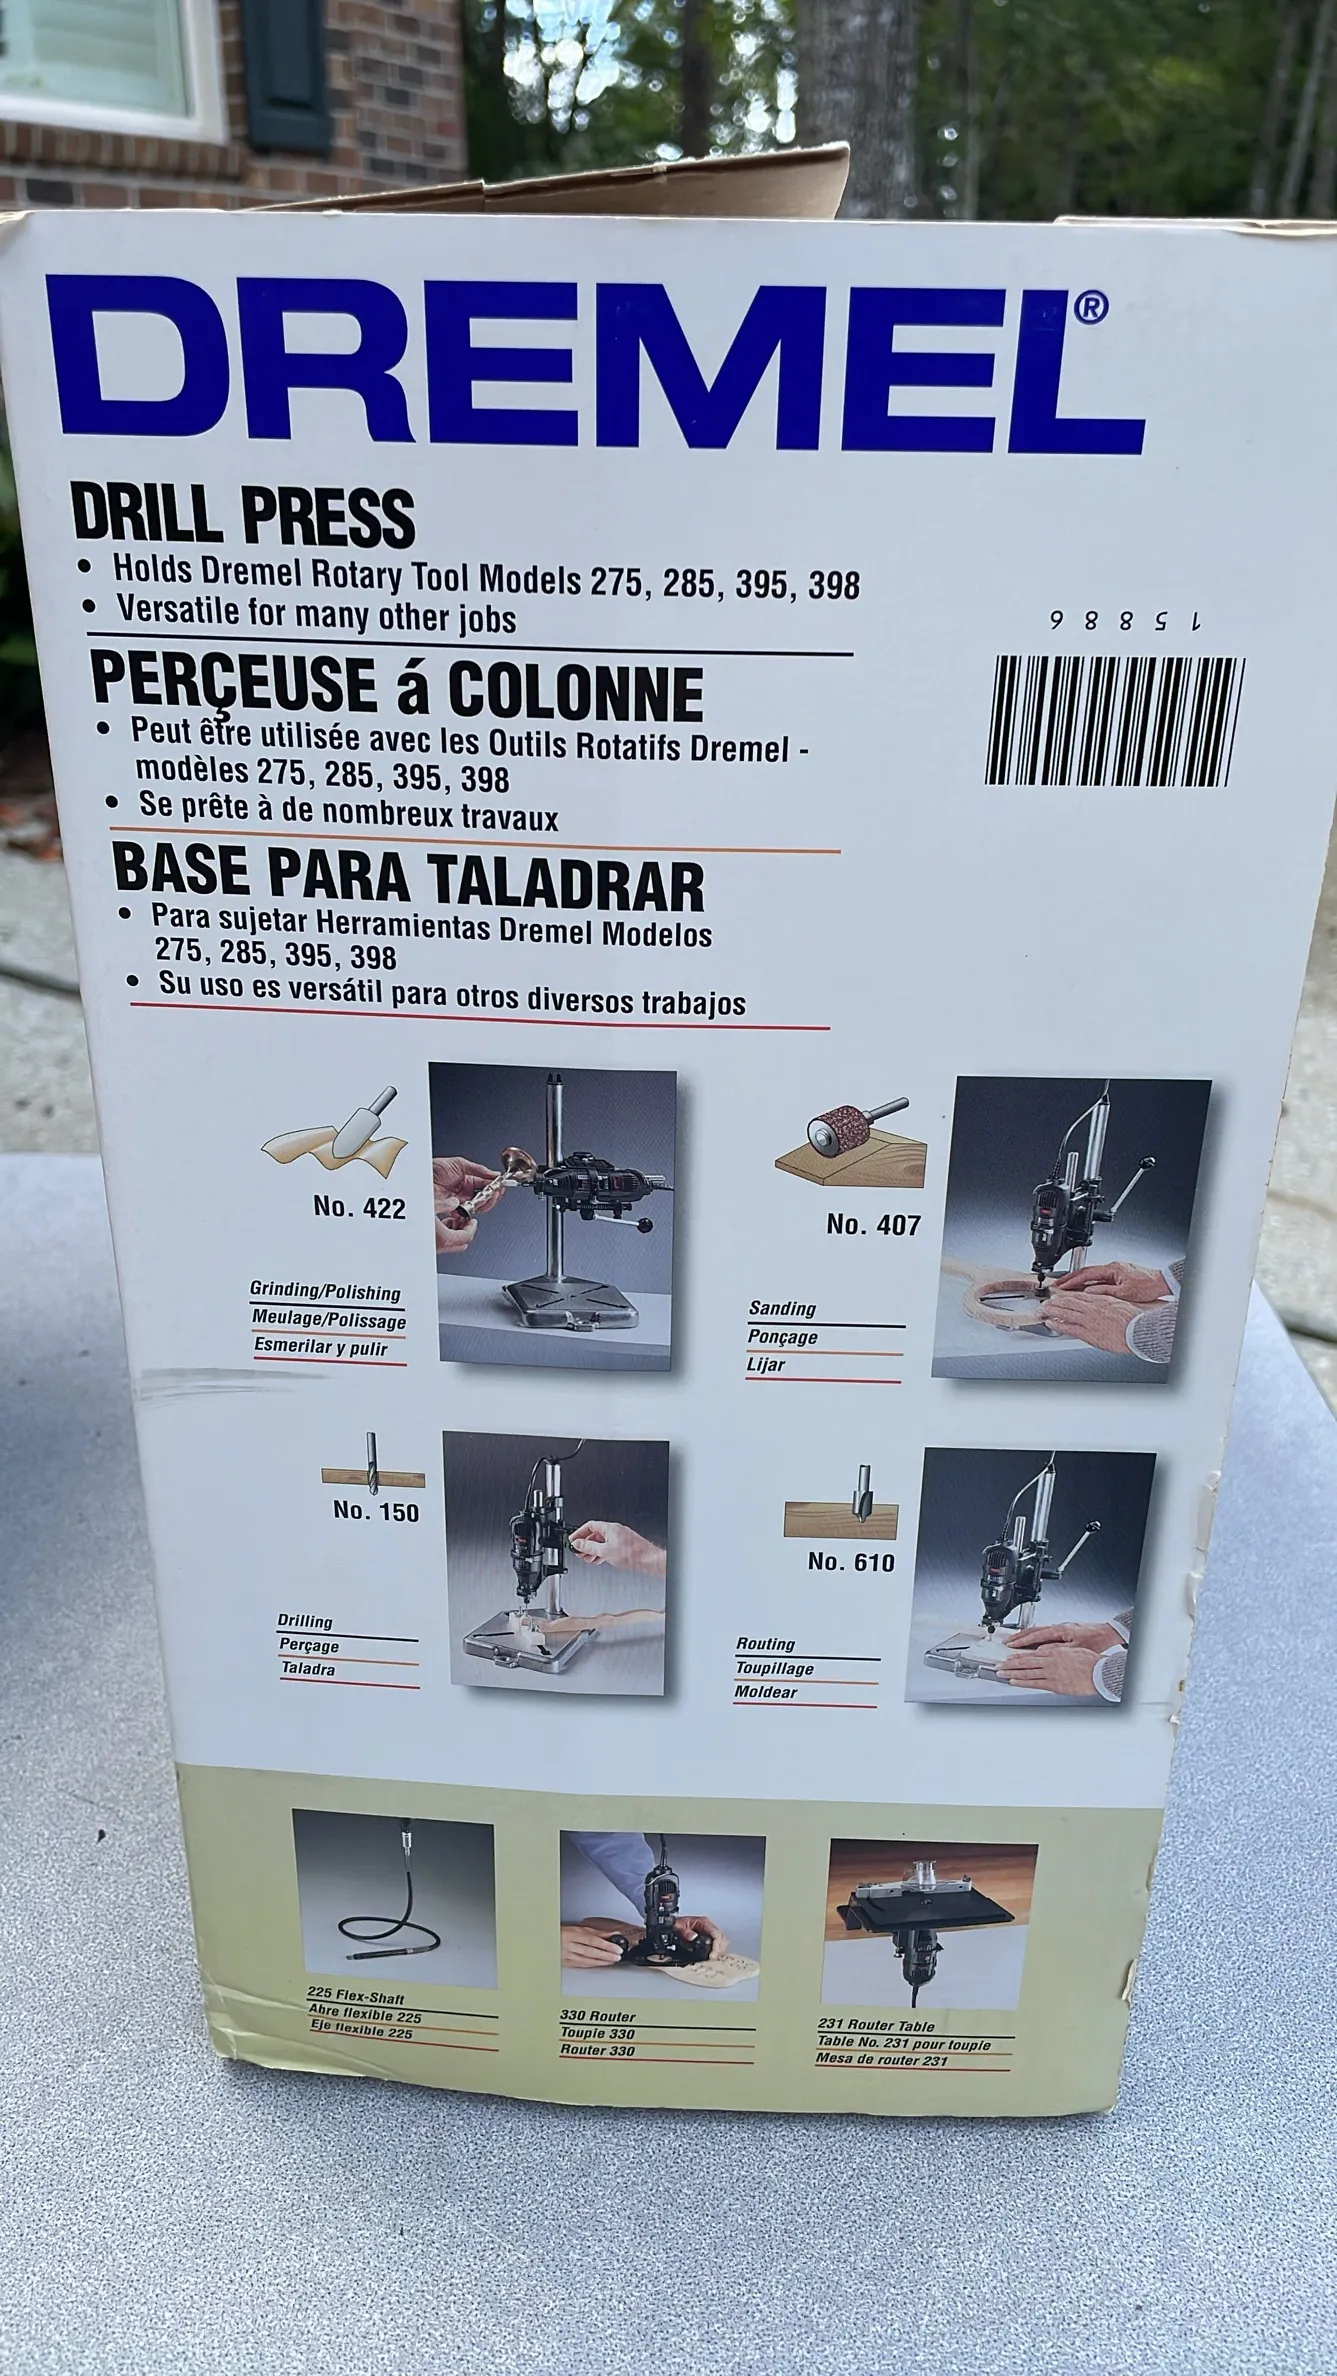 DREMEL®
DRILL PRESS
• Holds Dremel Rotary Tool Models 275, 285, 395, 398
• Versatile for many other jobs
15886
PERÇEUSE á COLONNE
• Peut être utilisée avec les Outils Rotatifs Dremel -
modèles 275, 285, 395, 398
• Se prête à de nombreux travaux
BASE PARA TALADRAR
• Para sujetar Herramientas Dremel Modelos
275, 285, 395, 398
• Su uso es versátil para otros diversos trabajos
No. 422
Grinding/Polishing
Meulage/Polissage
Esmerilar y pulir
No. 407
Sanding
Ponçage
Lijar
No. 150
Drilling
Perçage
Taladra
No. 610
Routing
Toupillage
Moldear
225 Flex-Shaft
Abre flexible 225
Eje flexible 225
330 Router
Toupie 330
Router 330
231 Router Table
Table No. 231 pour toupie
Mesa de router 231